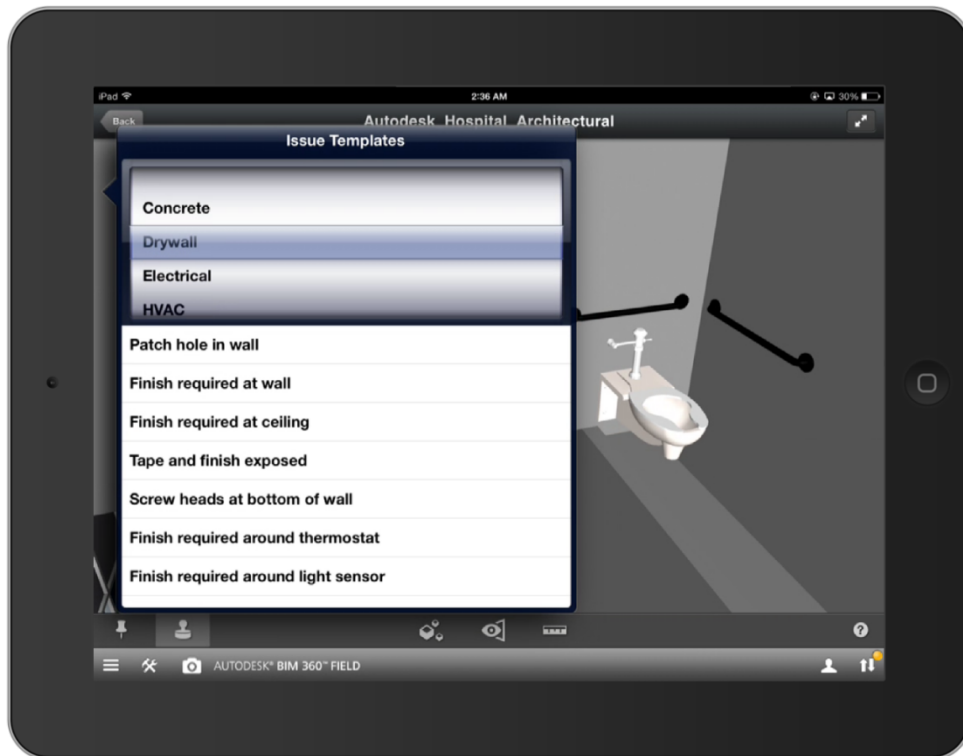 iPad
2:36 AM
30%
Back
Autodesk_Hospital_Architectural
Issue Templates
Concrete
Drywall
Electrical
HVAC
Patch hole in wall
Finish required at wall
Finish required at ceiling
Tape and finish exposed
Screw heads at bottom of wall
Finish required around thermostat
Finish required around light sensor
?
AUTODESK® BIM 360™ FIELD